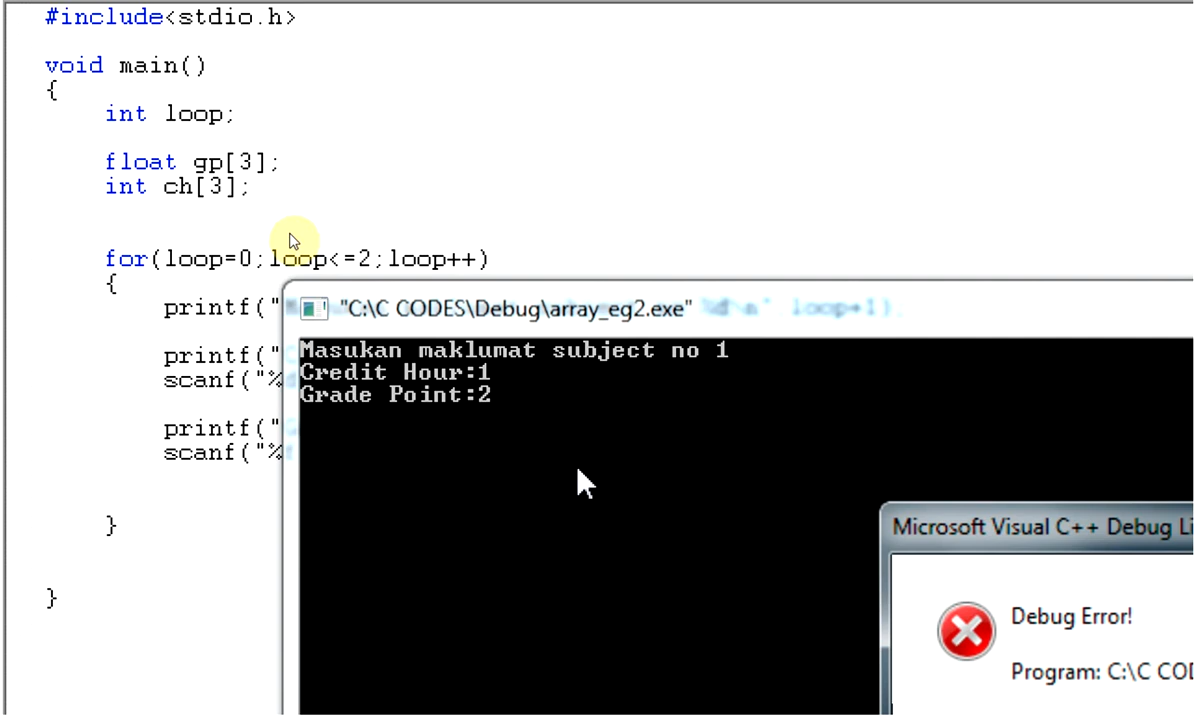 #include<stdio.h>
void main()
{
int loop;
float gp[3];
int ch[3];
for(loop=0;loop<=2;loop++)
{
printf("
"C:\C CODES\Debug\array_eg2.exe"
%d\n", loop+1);
printf("
scanf("%d
printf("
scanf("%f
}
}
Masukan maklumat subject no 1
Credit Hour:1
Grade Point:2
Microsoft Visual C++ Debug Li
Debug Error!
Program: C:\C COD